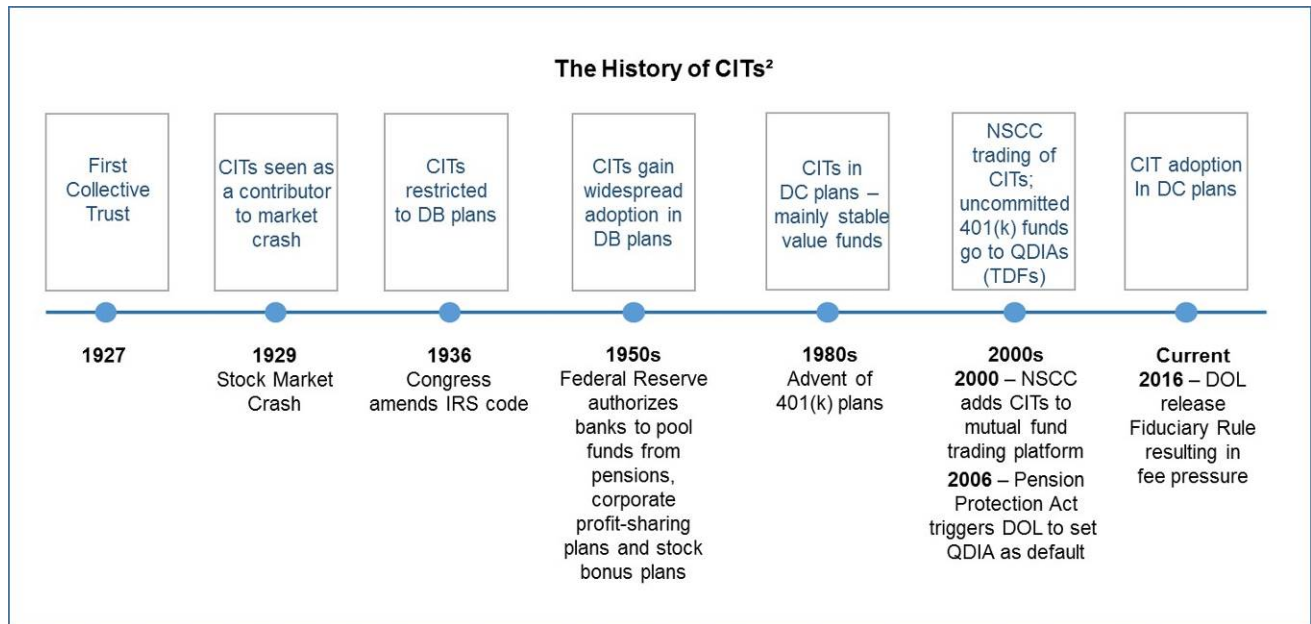 The History of CITs²
First
Collective
Trust
CITs seen as
a contributor
to market
crash
CITs
restricted
to DB plans
CITs gain
widespread
adoption in
DB plans
CITs in
DC plans –
mainly stable
value funds
NSCC
trading of
CITs;
uncommitted
401(k) funds
go to QDIAs
(TDFs)
CIT adoption
In DC plans
1927
1929
Stock Market
Crash
1936
Congress
amends IRS code
1950s
Federal Reserve
authorizes
banks to pool
funds from
pensions,
corporate
profit-sharing
plans and stock
bonus plans
1980s
Advent of
401(k) plans
2000s
2000 – NSCC
adds CITs to
mutual fund
trading platform
2006 – Pension
Protection Act
triggers DOL to set
QDIA as default
Current
2016 – DOL
release
Fiduciary Rule
resulting in
fee pressure